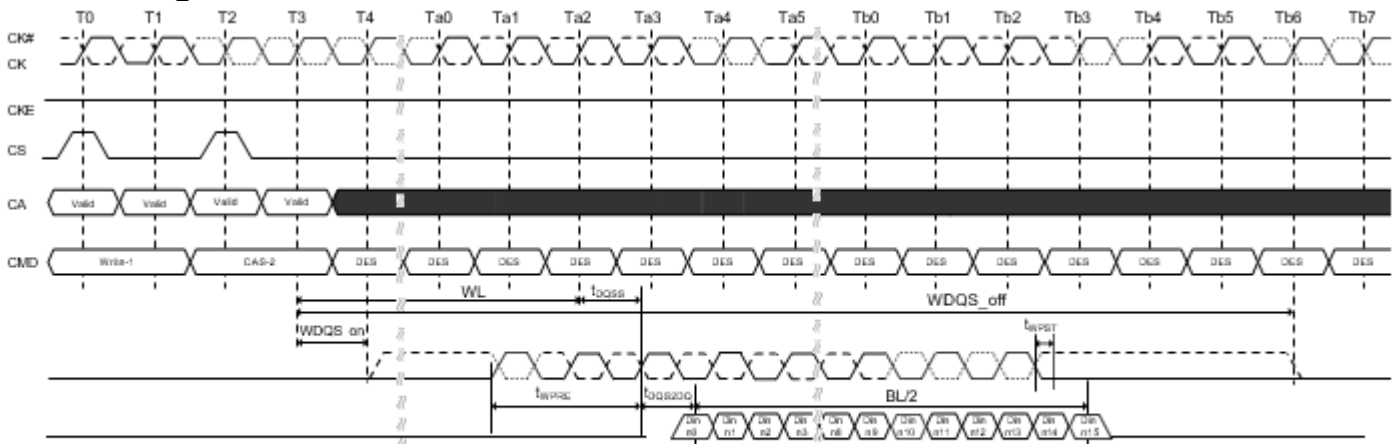 T0 T1 T2 T3 T4 Ta0 Ta1 Ta2 Ta3 Ta4 Ta5 Tb0 Tb1 Tb2 Tb3 Tb4 Tb5 Tb6 Tb7
CK#
CK
CKE
CS
CA Valid Valid Valid Valid
CMD Write-1 CAS-2 DES DES DES DES DES DES DES DES DES DES DES DES DES DES DES
WL tDQSS WDQS_off
WDQS on tWPST
tWPRE tDQS2DQ BL/2
Din n0 Din n1 Din n2 Din n3 Din n8 Din n9 Din n10 Din n11 Din n12 Din n13 Din n14 Din n15